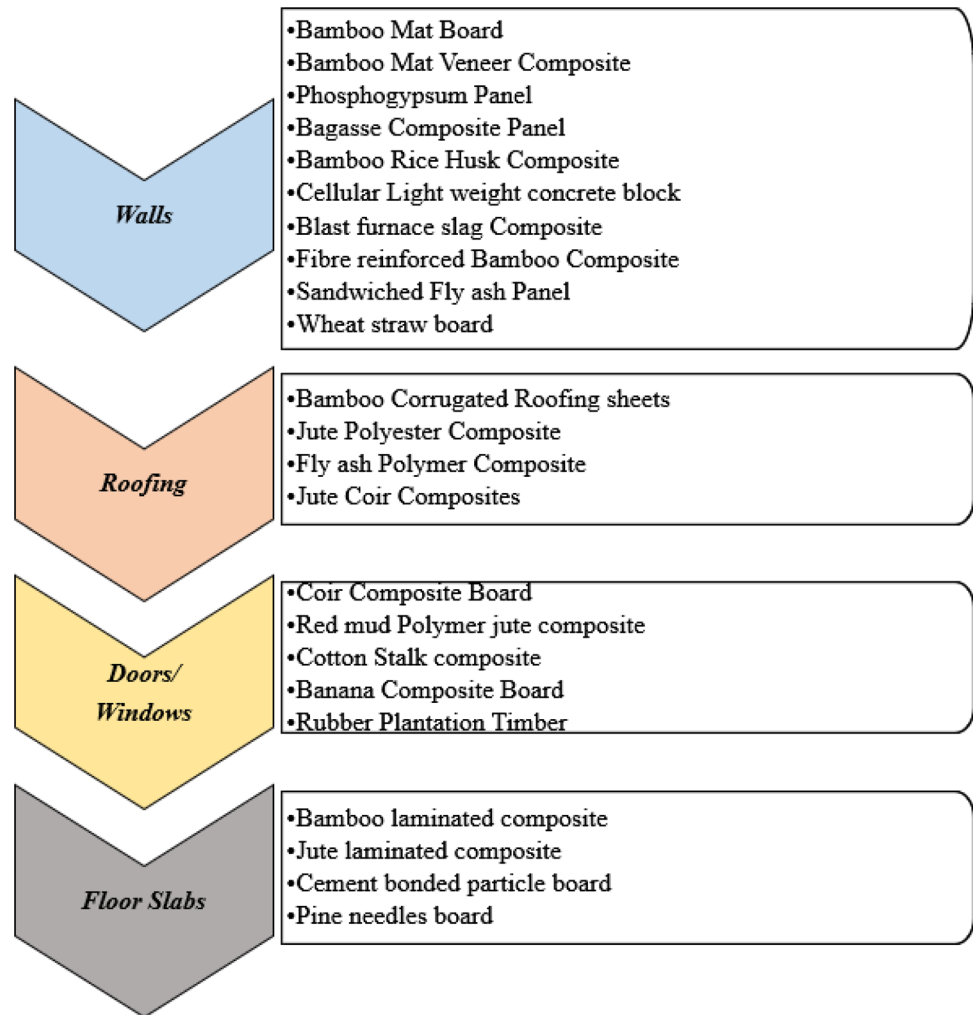 •Bamboo Mat Board
•Bamboo Mat Veneer Composite
•Phosphogypsum Panel
•Bagasse Composite Panel
•Bamboo Rice Husk Composite
•Cellular Light weight concrete block
•Blast furnace slag Composite
•Fibre reinforced Bamboo Composite
•Sandwiched Fly ash Panel
•Wheat straw board
Walls
•Bamboo Corrugated Roofing sheets
•Jute Polyester Composite
•Fly ash Polymer Composite
•Jute Coir Composites
Roofing
•Coir Composite Board
•Red mud Polymer jute composite
•Cotton Stalk composite
•Banana Composite Board
•Rubber Plantation Timber
Doors/
Windows
•Bamboo laminated composite
•Jute laminated composite
•Cement bonded particle board
•Pine needles board
Floor Slabs